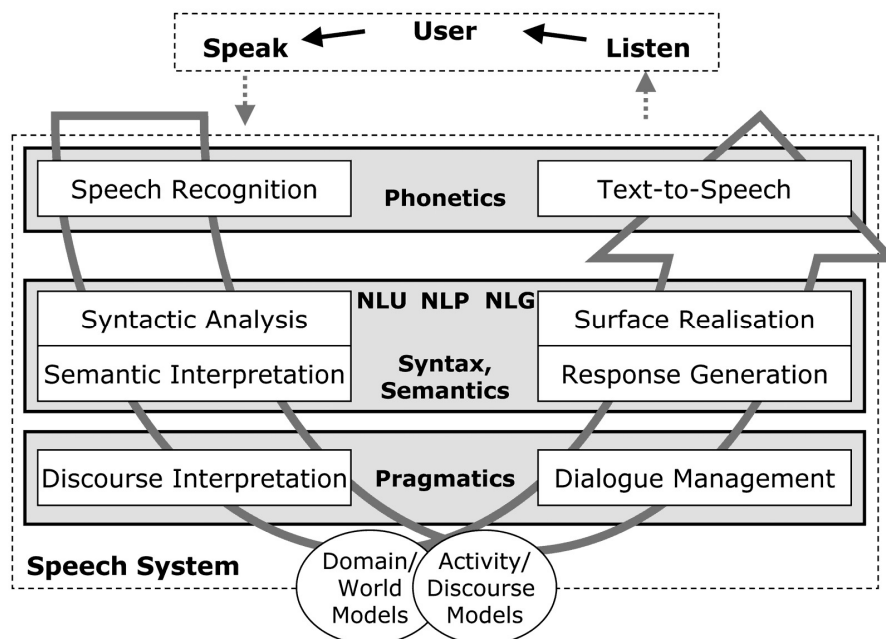 User
Speak
Listen
Speech Recognition
Phonetics
Text-to-Speech
NLU NLP NLG
Syntactic Analysis
Surface Realisation
Semantic Interpretation
Syntax,
Semantics
Response Generation
Discourse Interpretation
Pragmatics
Dialogue Management
Speech System
Domain/
World
Models
Activity/
Discourse
Models